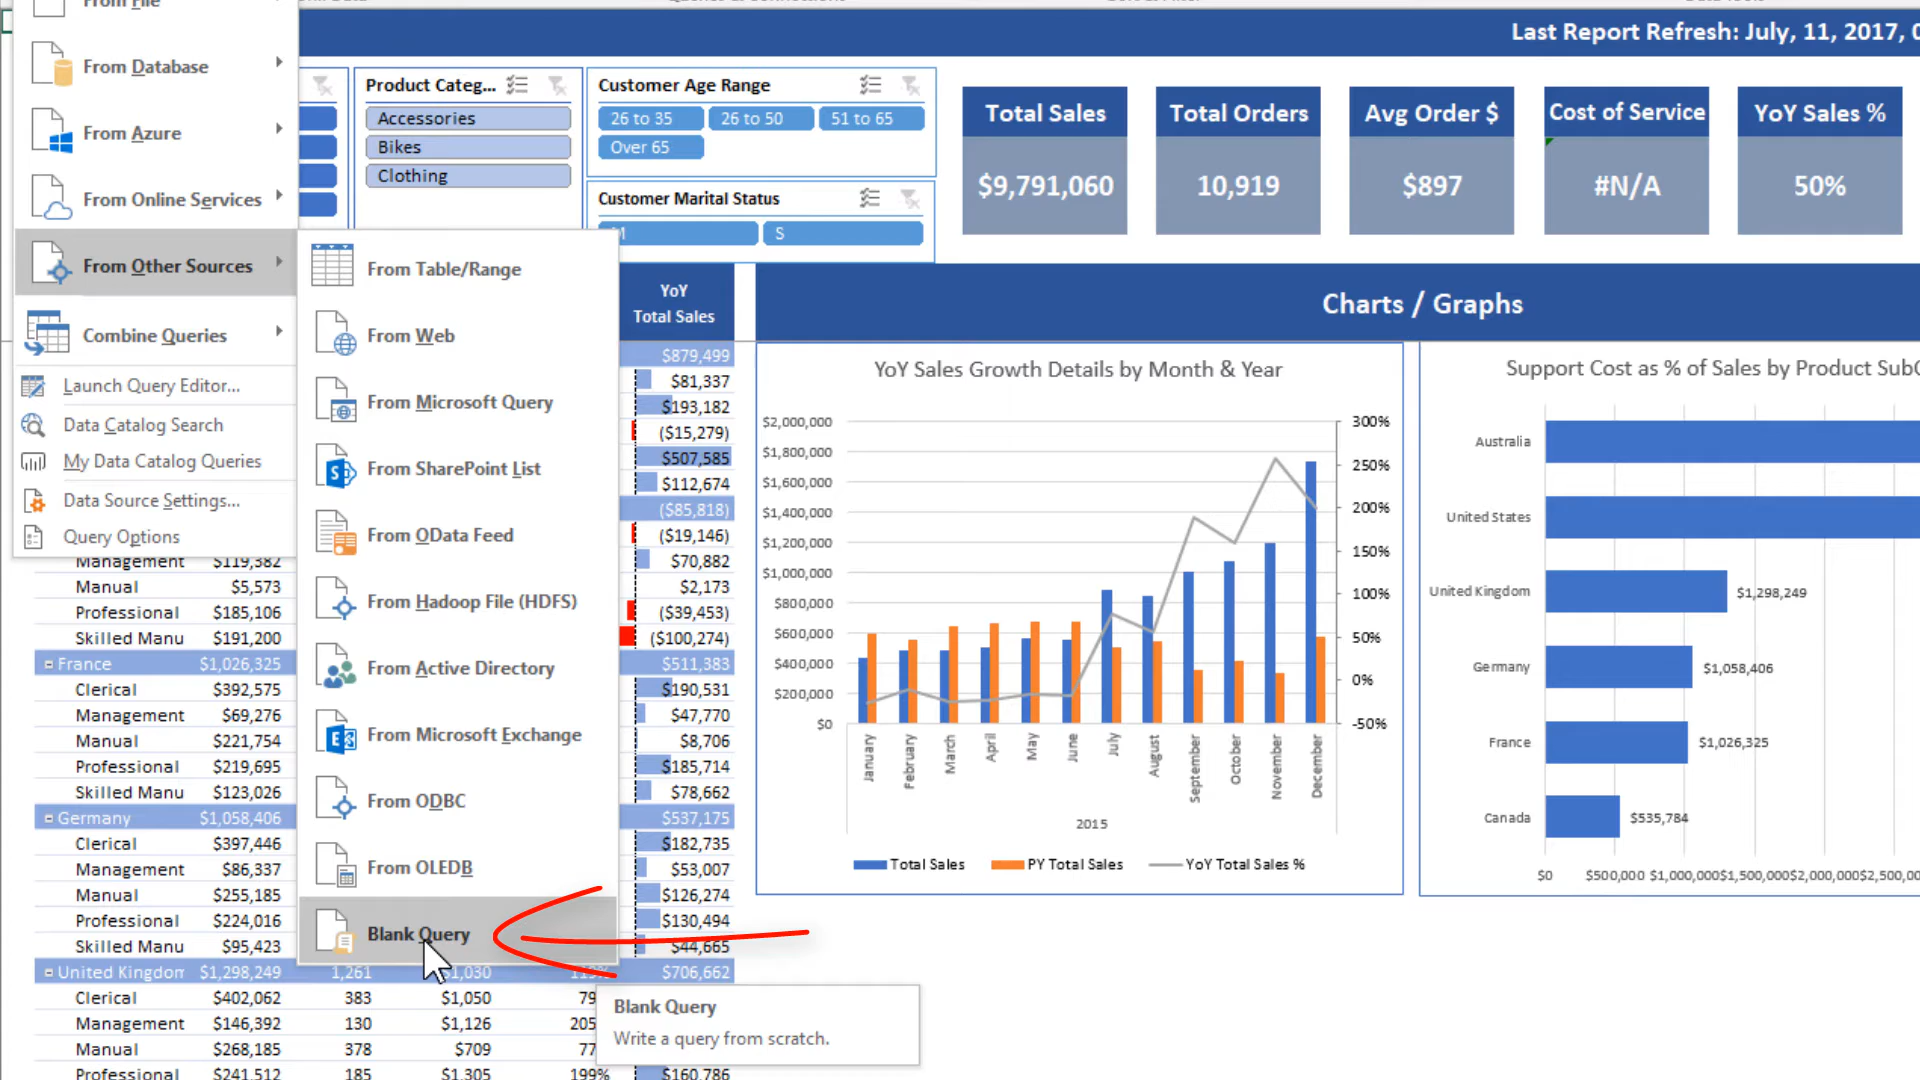 Last Report Refresh: July, 11, 2017,
From Database
From Azure
From Online Services
From Other Sources
Combine Queries
Launch Query Editor...
Data Catalog Search
My Data Catalog Queries
Data Source Settings...
Query Options
From Table/Range
From Web
From Microsoft Query
From SharePoint List
From OData Feed
From Hadoop File (HDFS)
From Active Directory
From Microsoft Exchange
From ODBC
From OLEDB
Blank Query
Blank Query
Write a query from scratch.
Product Categ...
Accessories
Bikes
Clothing
Customer Age Range
26 to 35 26 to 50 51 to 65
Over 65
Customer Marital Status
S
Total Sales
$9,791,060
Total Orders
10,919
Avg Order $
$897
Cost of Service
#N/A
YoY Sales %
50%
YoY
Total Sales
$879,499
$81,337
$193,182
($15,279)
$507,585
$112,674
($85,818)
($19,146)
Management $119,382 $70,882
Manual $5,573 $2,173
Professional $185,106 ($39,453)
Skilled Manu $191,200 ($100,274)
France $1,026,325 $511,383
Clerical $392,575 $190,531
Management $69,276 $47,770
Manual $221,754 $8,706
Professional $219,695 $185,714
Skilled Manu $123,026 $78,662
Germany $1,058,406 $537,175
Clerical $397,446 $182,735
Management $86,337 $53,007
Manual $255,185 $126,274
Professional $224,016 $130,494
Skilled Manu $95,423 $44,665
United Kingdom $1,298,249 1,261 $1,030 $706,662
Clerical $402,062 383 $1,050 79
Management $146,392 130 $1,126 205
Manual $268,185 378 $709 77
Professional $241,512 185 $1,305 199% $160,786
Charts / Graphs
YoY Sales Growth Details by Month & Year
$2,000,000
$1,800,000
$1,600,000
$1,400,000
$1,200,000
$1,000,000
$800,000
$600,000
$400,000
$200,000
$0
300%
250%
200%
150%
100%
50%
0%
-50%
January February March April May June July August September October November December
2015
Total Sales PY Total Sales YoY Total Sales %
Support Cost as % of Sales by Product Sub
Australia
United States
United Kingdom $1,298,249
Germany $1,058,406
France $1,026,325
Canada $535,784
$0 $500,000 $1,000,000 $1,500,000 $2,000,000 $2,500,